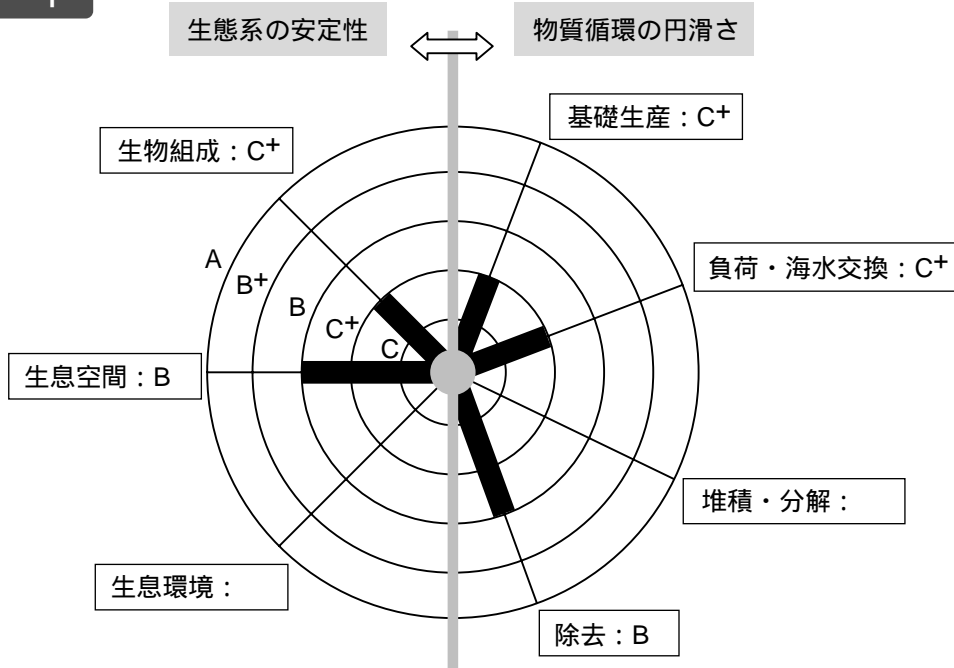 生態系の安定性
物質循環の円滑さ
基礎生産：C+
生物組成：C+
負荷・海水交換：C+
A
B+
B
C+
C
生息空間：B
堆積・分解：
生息環境：
除去：B